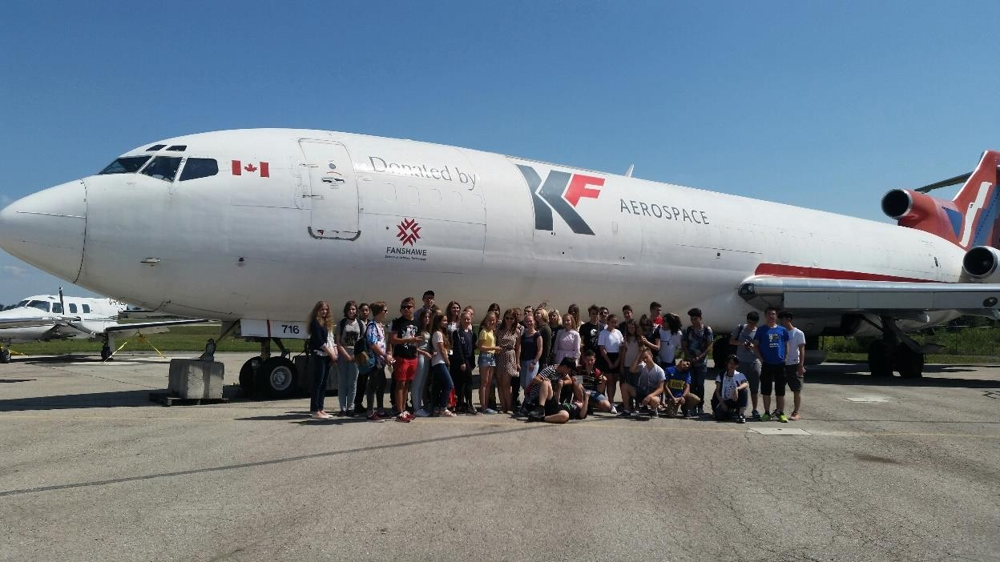 Donated by
KF
AEROSPACE
FANSHAWE
716